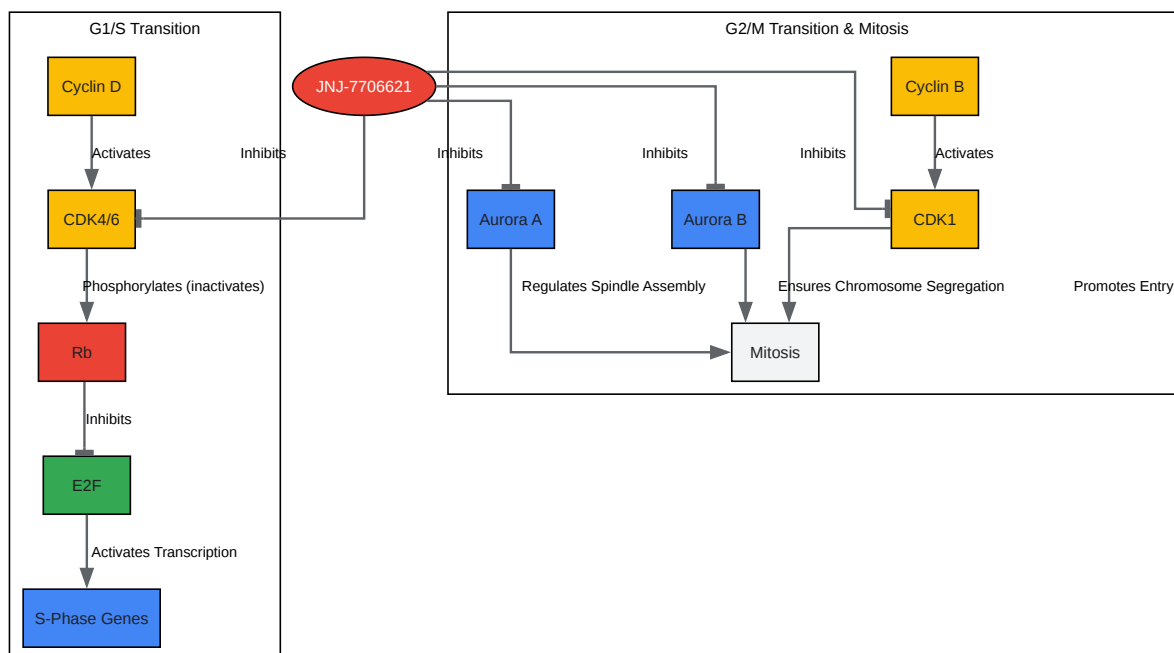 G1/S Transition
G2/M Transition & Mitosis
Cyclin D
JNJ-7706621
Cyclin B
Activates
Inhibits
Inhibits
Inhibits
Inhibits
Activates
CDK4/6
Aurora A
Aurora B
CDK1
Phosphorylates (inactivates)
Regulates Spindle Assembly
Ensures Chromosome Segregation
Promotes Entry
Rb
Mitosis
Inhibits
E2F
Activates Transcription
S-Phase Genes